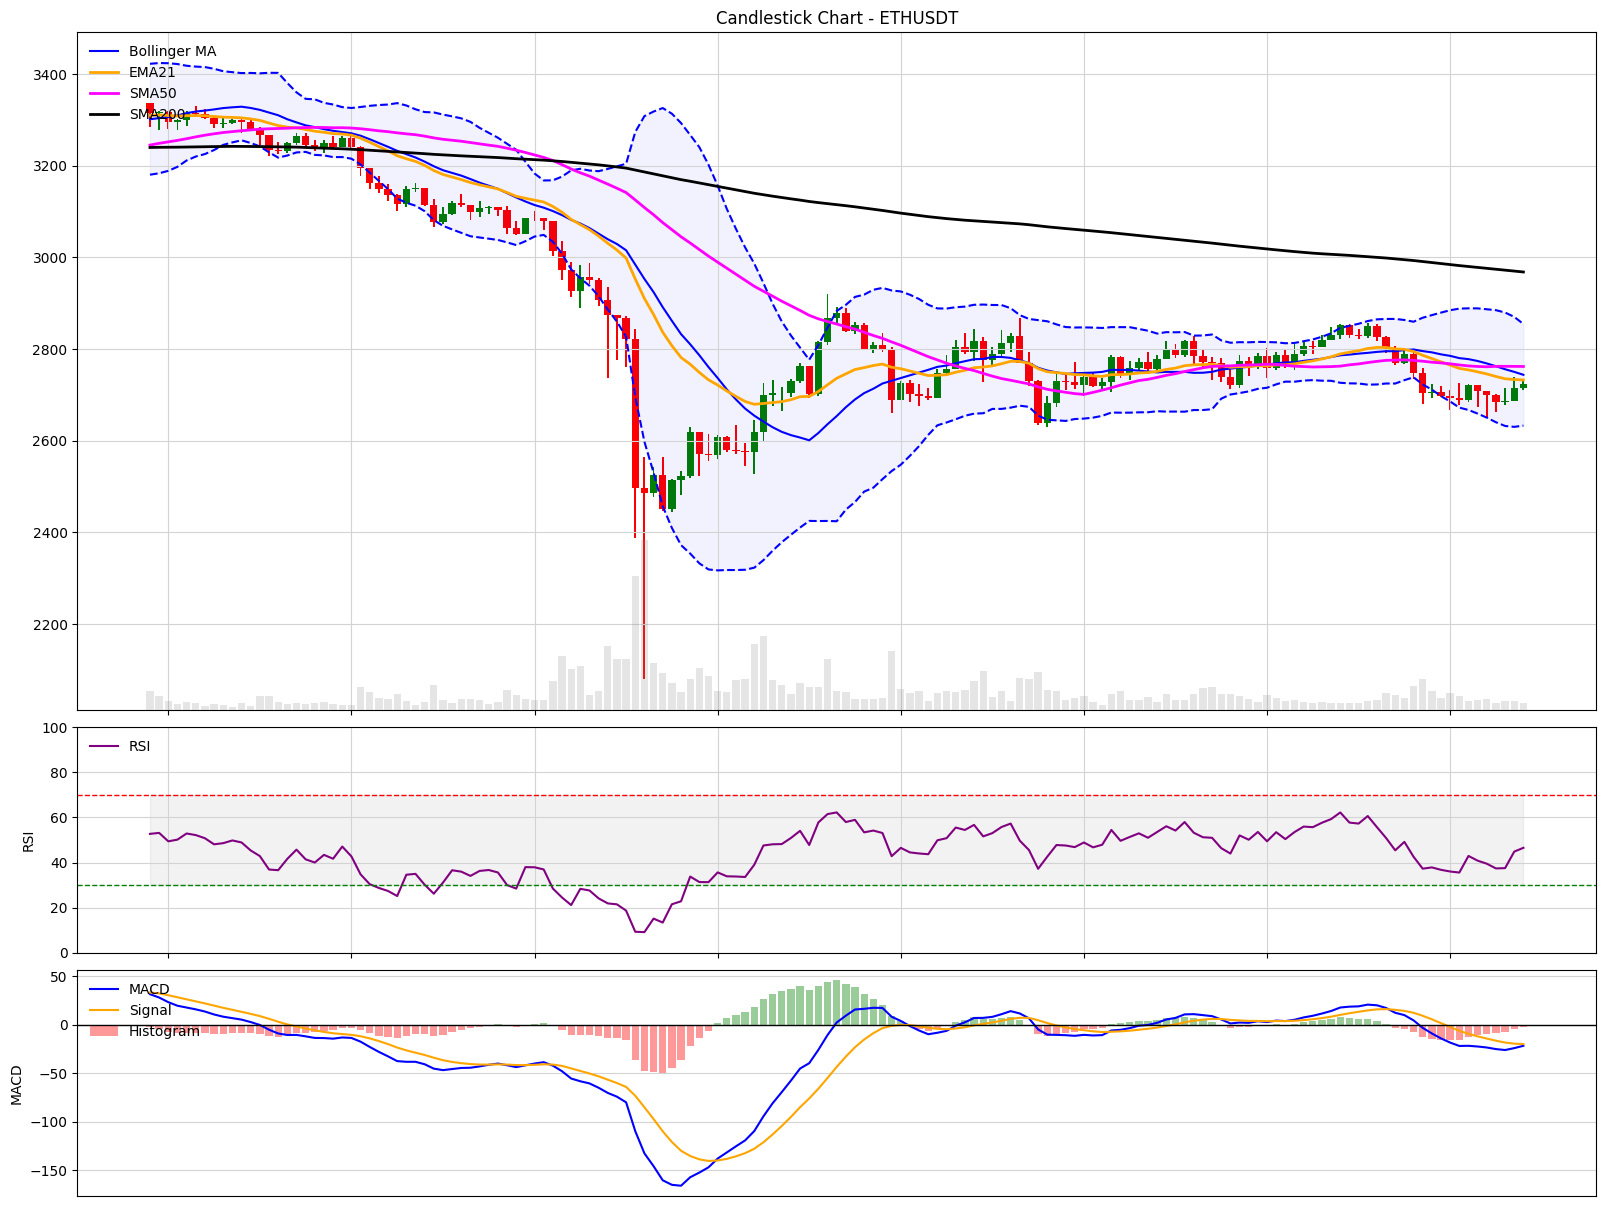 Candlestick Chart - ETHUSDT
Bollinger MA
EMA21
SMA50
SMA200
3400
3200
3000
2800
2600
2400
2200
RSI
RSI
100
80
60
40
20
0
MACD
Signal
Histogram
MACD
50
0
−50
−100
−150